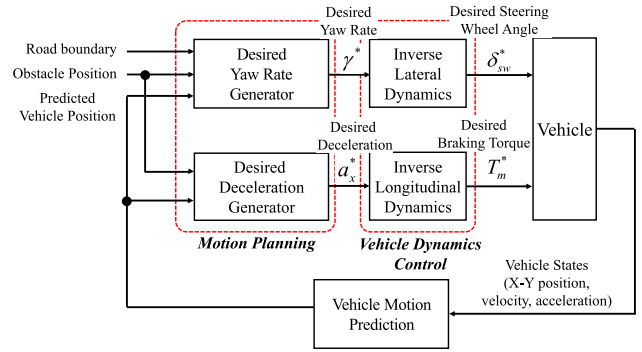 Road boundary
Obstacle Position
Predicted
Vehicle Position
Desired
Yaw Rate
Generator
Desired
Yaw Rate
γ*
Inverse
Lateral
Dynamics
Desired Steering
Wheel Angle
δ*sw
Vehicle
Desired
Deceleration
Generator
Desired
Deceleration
a*x
Inverse
Longitudinal
Dynamics
Desired
Braking Torque
T*m
Motion Planning
Vehicle Dynamics
Control
Vehicle Motion
Prediction
Vehicle States
(X-Y position,
velocity, acceleration)